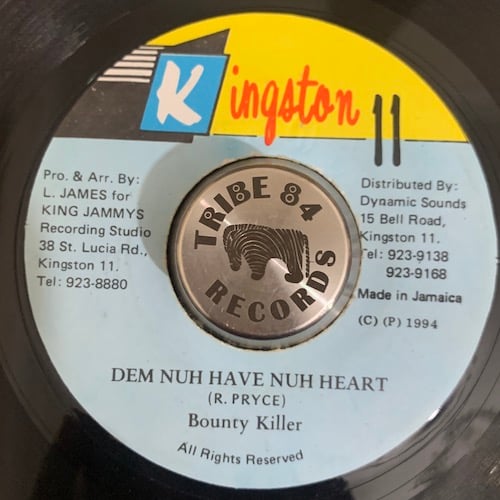 Kingston 11
Pro. & Arr. By:
L. JAMES for
KING JAMMYS
Recording Studio
38 St. Lucia Rd.,
Kingston 11.
Tel: 923-8880
TRIBE 84
RECORDS
Distributed By:
Dyaamic Sounds
15 Bell Road,
Kingston 11.
Tel: 923-9138
923-9168
Made in Jamaica
(C) (P) 1994
DEM NUH HAVE NUH HEART
(R. PRYCE)
Bounty Killer
All Rights Reserved